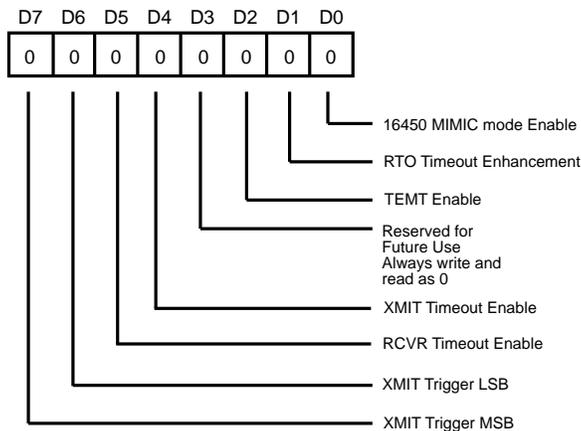 D7 D6 D5 D4 D3 D2 D1 D0
0 0 0 0 0 0 0 0
16450 MIMIC mode Enable
RTO Timeout Enhancement
TEMT Enable
Reserved for
Future Use
Always write and
read as 0
XMIT Timeout Enable
RCVR Timeout Enable
XMIT Trigger LSB
XMIT Trigger MSB